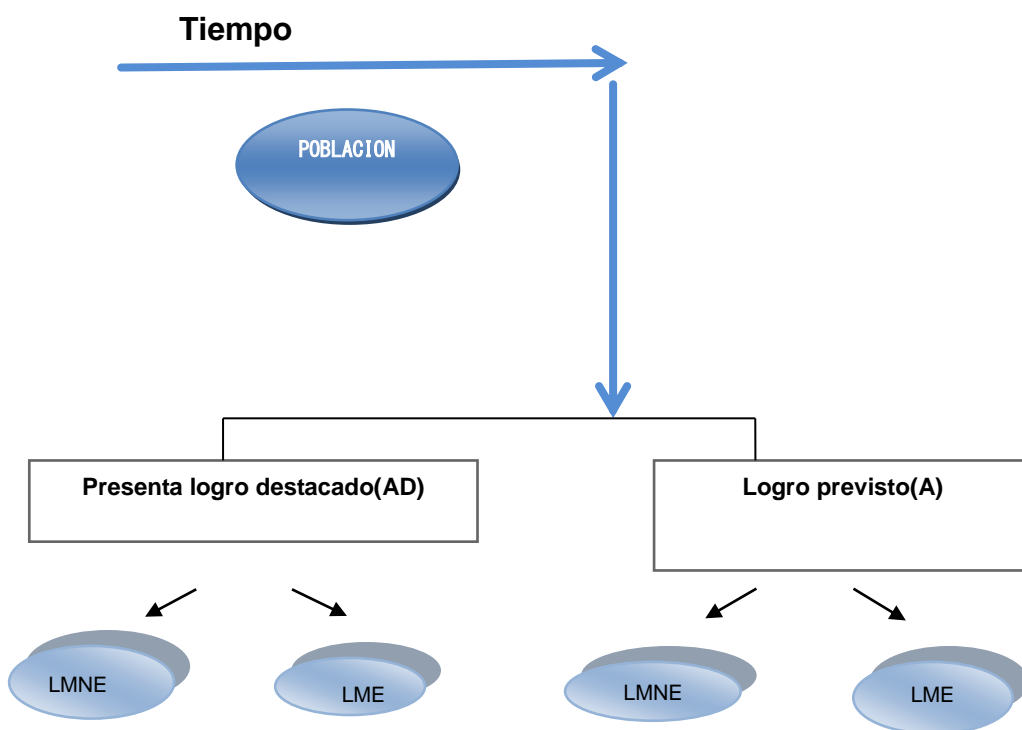 Tiempo
POBLACION
Presenta logro destacado(AD)
Logro previsto(A)
LMNE
LME
LMNE
LME